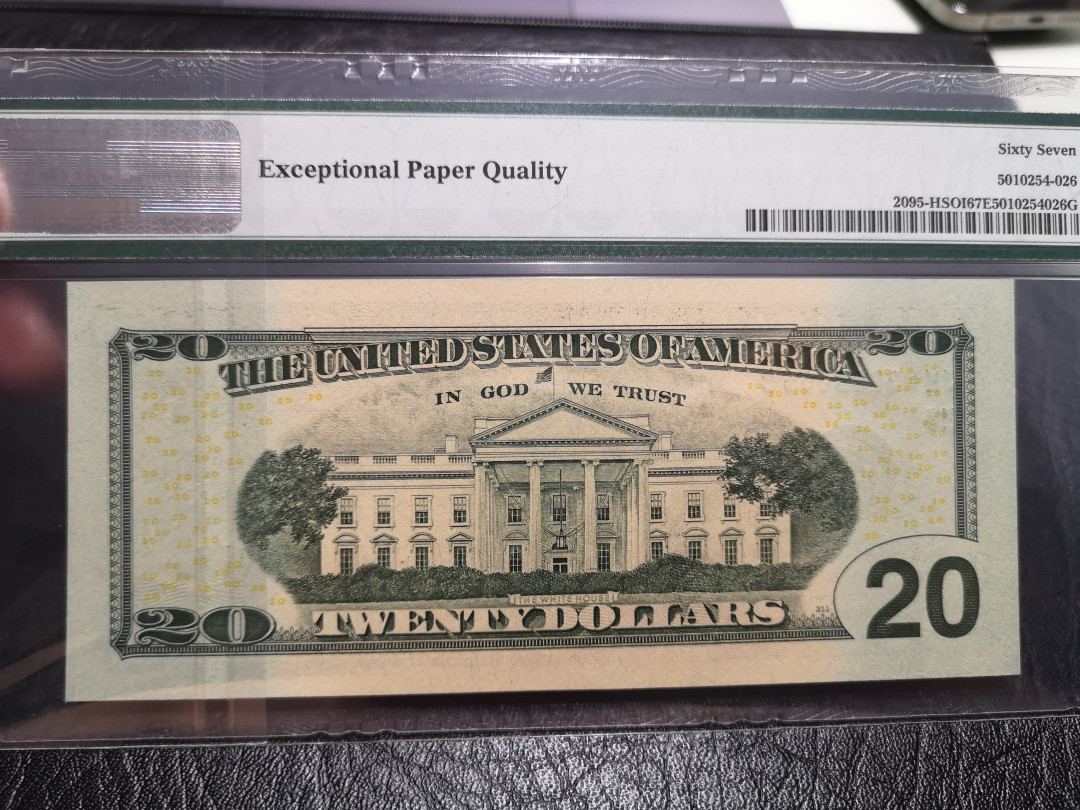 Exceptional Paper Quality
Sixty Seven
5010254-026
2095-HSOI67E5010254026G
20
20
THE UNITED STATES OF AMERICA
IN GOD WE TRUST
THE WHITE HOUSE
20
TWENTY DOLLARS
20